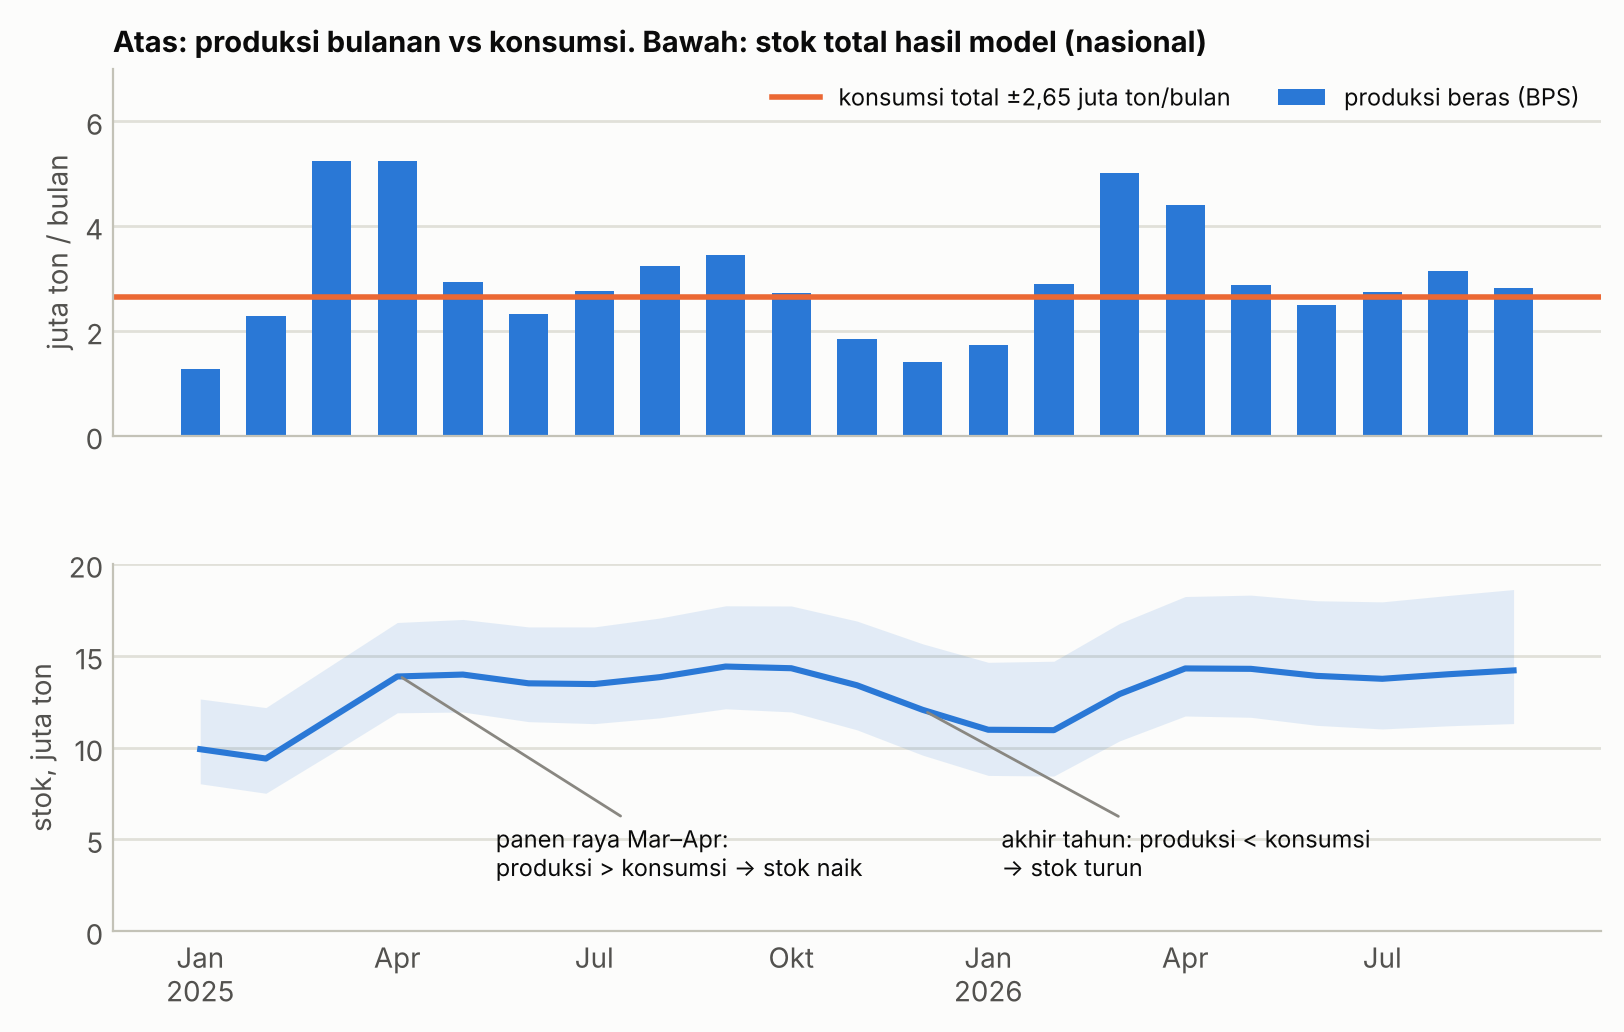 Atas: produksi bulanan vs konsumsi. Bawah: stok total hasil model (nasional)
konsumsi total ±2,65 juta ton/bulan
produksi beras (BPS)
juta ton / bulan
6
4
2
0
stok, juta ton
20
15
10
5
0
panen raya Mar–Apr:
produksi > konsumsi → stok naik
akhir tahun: produksi < konsumsi
→ stok turun
Jan Apr Jul Okt Jan Apr Jul
2025 2026